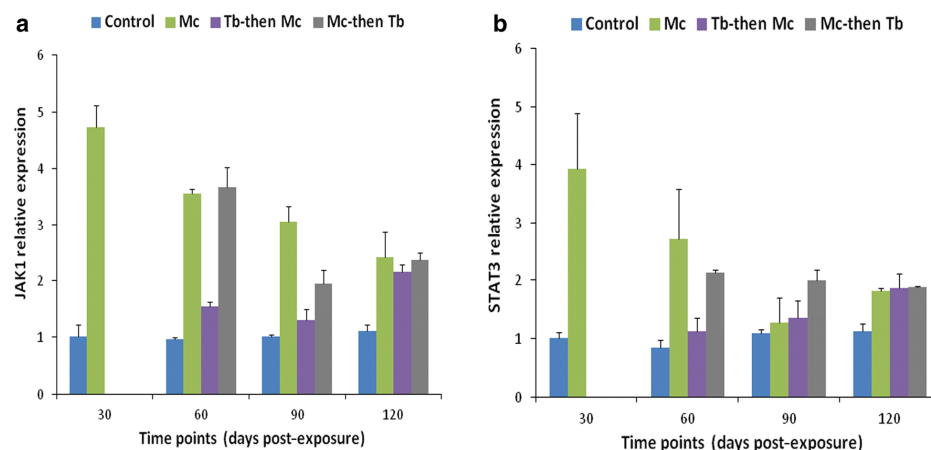 a
Control Mc Tb-then Mc Mc-then Tb
6
5
4
3
2
1
0
JAK1 relative expression
30 60 90 120
Time points (days post-exposure)
b
Control Mc Tb-then Mc Mc-then Tb
6
5
4
3
2
1
0
STAT3 relative expression
30 60 90 120
Time points (days post-exposure)